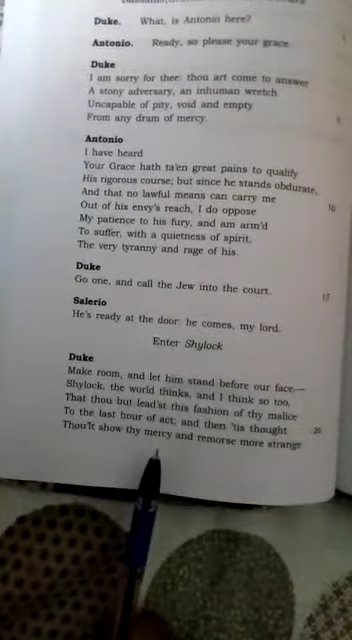 Duke. What, is Antonio here?
Antonio. Ready, so please your grace.
Duke
I am sorry for thee: thou art come to answer
A stony adversary, an inhuman wretch
Uncapable of pity, void and empty
From any dram of mercy.
Antonio
I have heard
Your Grace hath ta'en great pains to qualify
His rigorous course; but since he stands obdurate,
And that no lawful means can carry me
Out of his envy's reach, I do oppose 10
My patience to his fury, and am arm'd
To suffer, with a quietness of spirit,
The very tyranny and rage of his.
Duke
Go one, and call the Jew into the court. 15
Salerio
He's ready at the door: he comes, my lord.
Enter Shylock
Duke
Make room, and let him stand before our face.—
Shylock, the world thinks, and I think so too,
That thou but lead'st this fashion of thy malice
To the last hour of act, and then 'tis thought 20
Thou'lt show thy mercy and remorse more strange